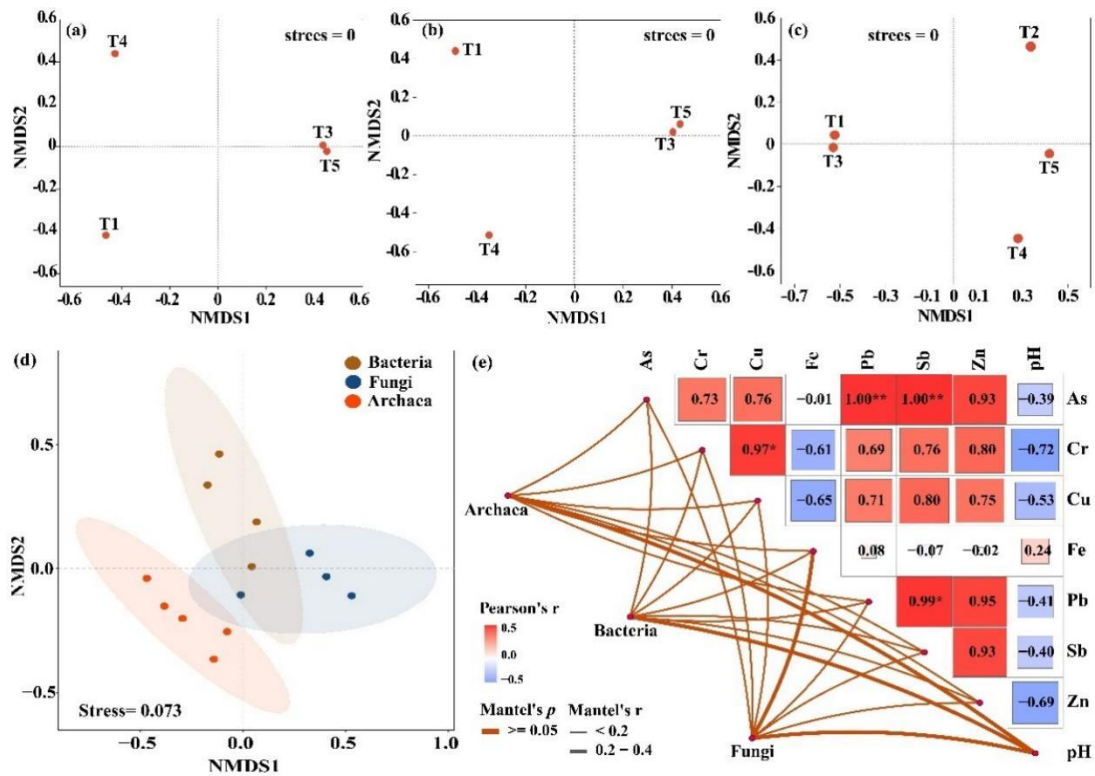 (a)
strees = 0
T4
T3
T5
T1
NMDS2
0.6
0.4
0.2
0
-0.2
-0.4
-0.6
-0.6 -0.4 -0.2 0 0.2 0.4 0.6
NMDS1
(b)
strees = 0
T1
T5
T3
T4
NMDS2
0.6
0.4
0.2
0
-0.2
-0.4
-0.6
-0.6 -0.4 -0.2 0 0.2 0.4 0.6
NMDS1
(c)
strees = 0
T2
T1
T3
T5
T4
NMDS2
0.6
0.4
0.2
0
-0.2
-0.4
-0.6
-0.7 -0.5 -0.3 -0.1 0 0.1 0.3 0.5
NMDS1
(d)
Bacteria
Fungi
Archaca
NMDS2
0.5
0.0
−0.5
Stress= 0.073
−0.5 0.0 0.5 1.0
NMDS1
(e)
As Cr Cu Fe Pb Sb Zn pH
0.73 0.76 −0.01 1.00** 1.00** 0.93 −0.39 As
0.97* −0.61 0.69 0.76 0.80 −0.72 Cr
−0.65 0.71 0.80 0.75 −0.53 Cu
0.08 −0.07 −0.02 0.24 Fe
0.99* 0.95 −0.41 Pb
0.93 −0.40 Sb
−0.69 Zn
pH
Archaca
Bacteria
Fungi
Pearson's r
0.5
0.0
−0.5
Mantel's p
>= 0.05
Mantel's r
< 0.2
0.2 − 0.4